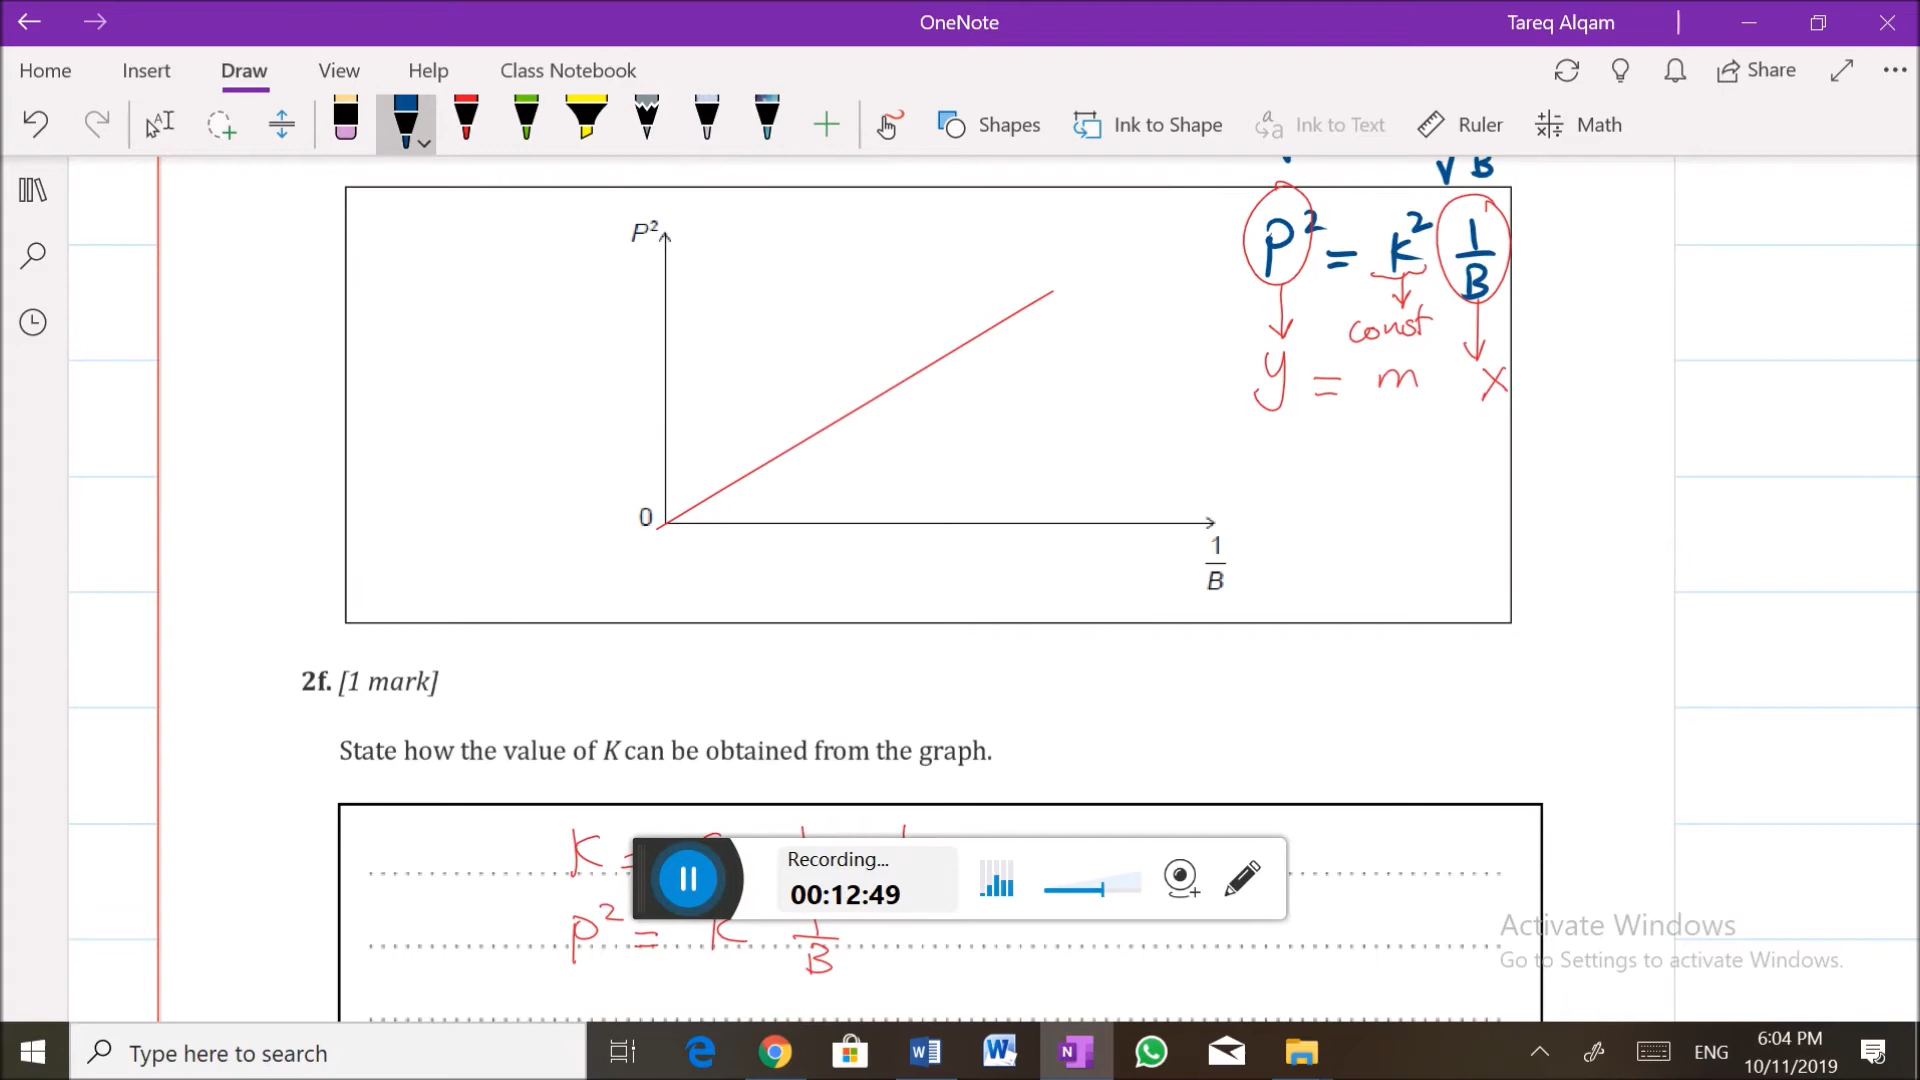 OneNote
Tareq Alqam
Home Insert Draw View Help Class Notebook
Share
Shapes Ink to Shape Ink to Text Ruler Math
√B
P² = k² 1/B
const
y = m x
P²
0
1
B
2f. [1 mark]
State how the value of K can be obtained from the graph.
K =
Recording...
00:12:49
P² = K 1/B
Activate Windows
Go to Settings to activate Windows.
Type here to search
ENG
6:04 PM
10/11/2019